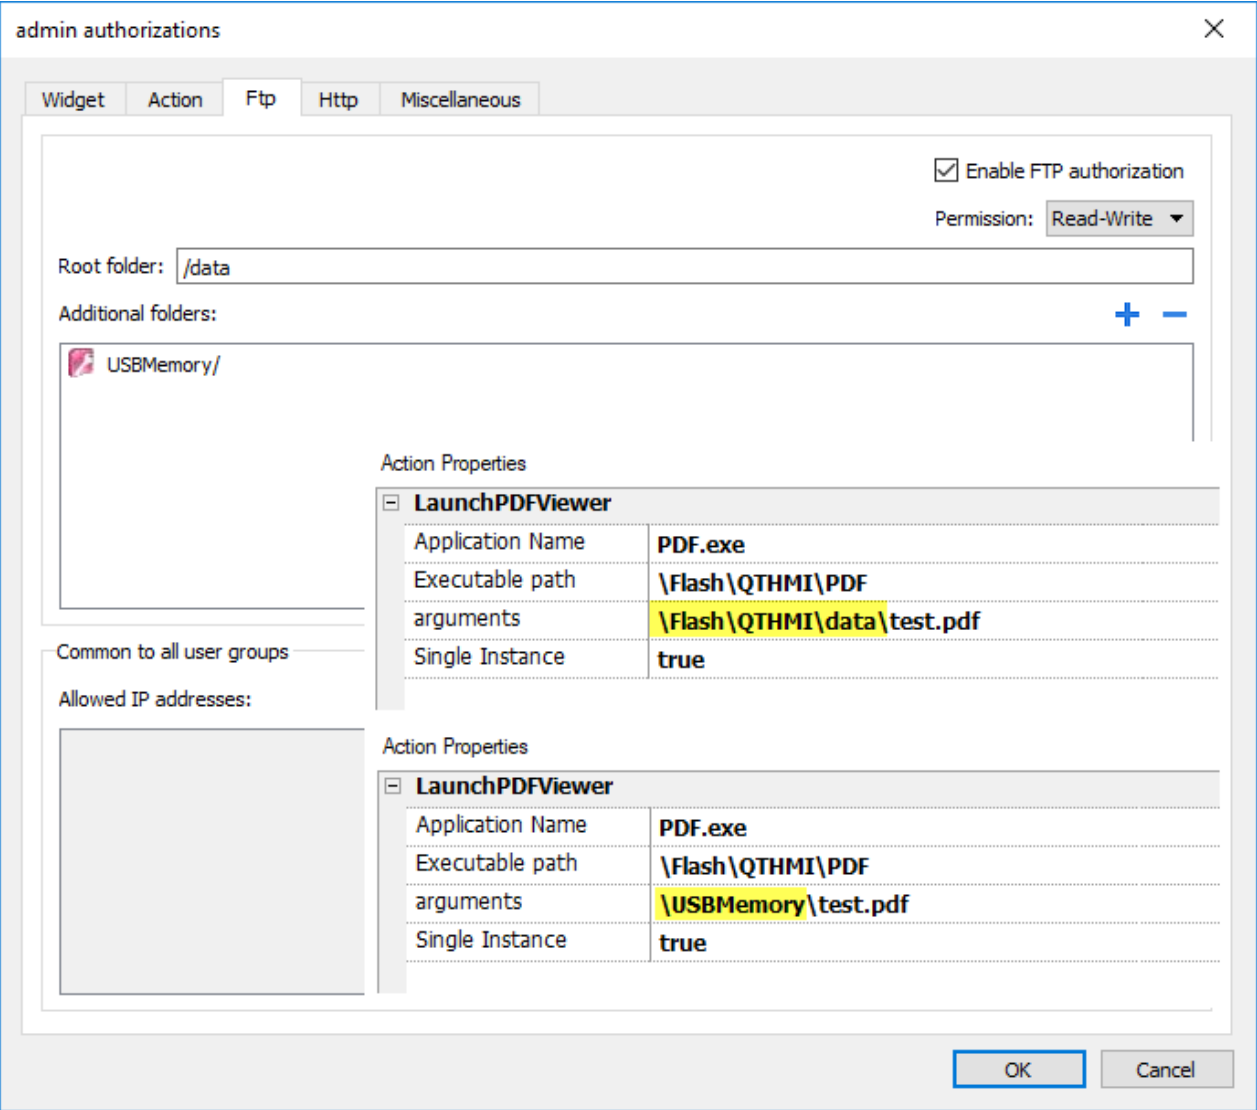 admin authorizations
Widget Action Ftp Http Miscellaneous
Enable FTP authorization
Permission: Read-Write
Root folder: /data
Additional folders:
USBMemory/
Action Properties
LaunchPDFViewer
Application Name PDF.exe
Executable path \Flash\QTHMI\PDF
arguments \Flash\QTHMI\data\test.pdf
Single Instance true
Common to all user groups
Allowed IP addresses:
Action Properties
LaunchPDFViewer
Application Name PDF.exe
Executable path \Flash\QTHMI\PDF
arguments \USBMemory\test.pdf
Single Instance true
OK Cancel